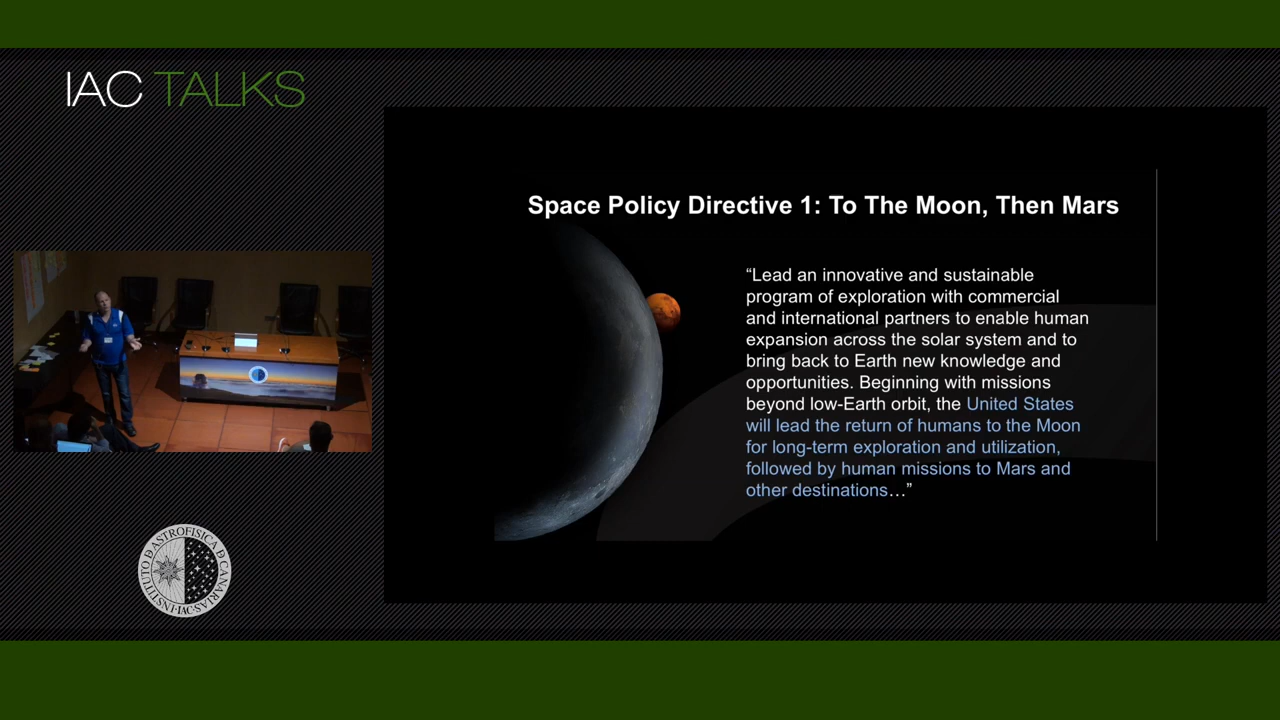 IAC TALKS
Space Policy Directive 1: To The Moon, Then Mars
“Lead an innovative and sustainable
program of exploration with commercial
and international partners to enable human
expansion across the solar system and to
bring back to Earth new knowledge and
opportunities. Beginning with missions
beyond low-Earth orbit, the United States
will lead the return of humans to the Moon
for long-term exploration and utilization,
followed by human missions to Mars and
other destinations…”
INSTITUTO D ASTROFISICA D CANARIAS
·IAC·